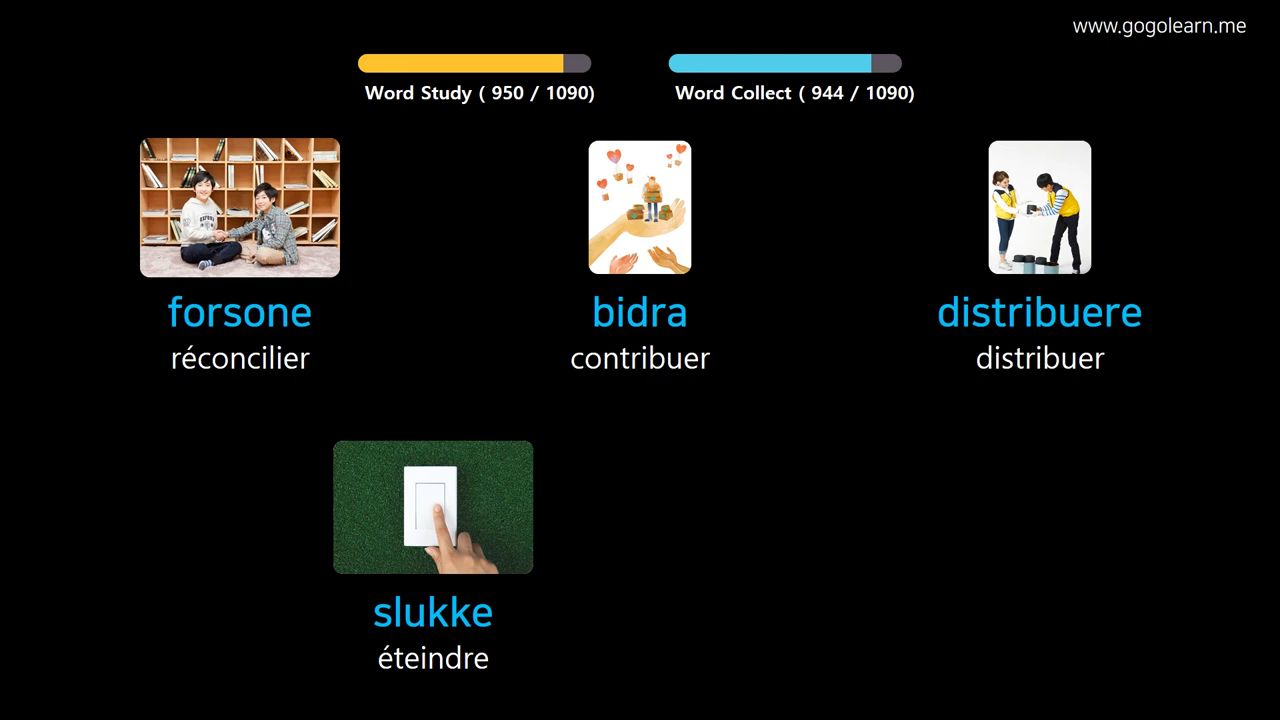 www.gogolearn.me
Word Study ( 950 / 1090)
Word Collect ( 944 / 1090)
forsone
réconcilier
bidra
contribuer
distribuere
distribuer
slukke
éteindre